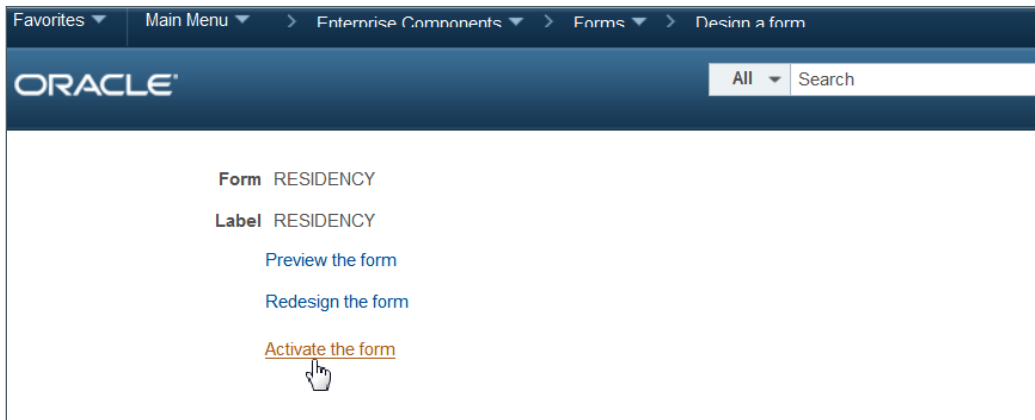 Favorites Main Menu > Enterprise Components > Forms > Design a form
ORACLE All Search
Form RESIDENCY
Label RESIDENCY
Preview the form
Redesign the form
Activate the form